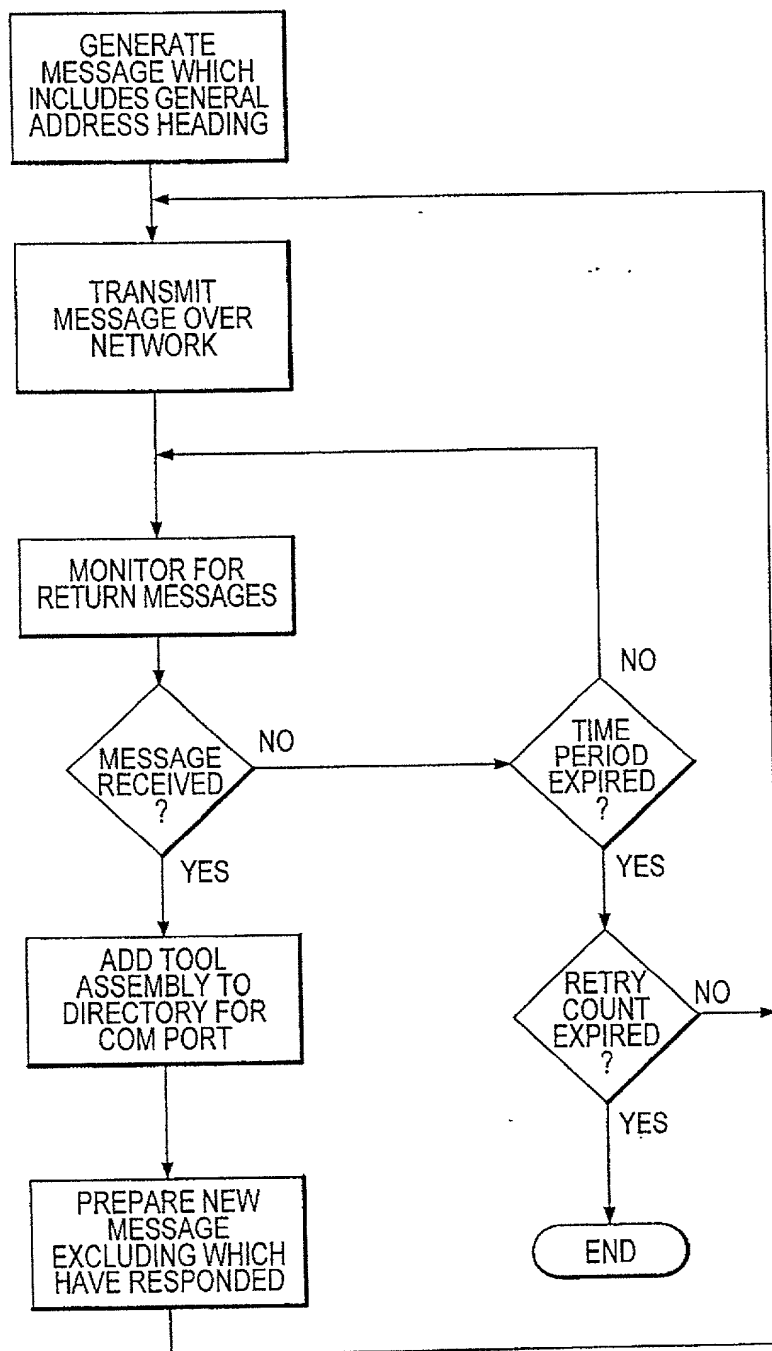 GENERATE
MESSAGE WHICH
INCLUDES GENERAL
ADDRESS HEADING
TRANSMIT
MESSAGE OVER
NETWORK
MONITOR FOR
RETURN MESSAGES
MESSAGE
RECEIVED
?
NO
YES
TIME
PERIOD
EXPIRED
?
NO
YES
ADD TOOL
ASSEMBLY TO
DIRECTORY FOR
COM PORT
RETRY
COUNT
EXPIRED
?
NO
YES
PREPARE NEW
MESSAGE
EXCLUDING WHICH
HAVE RESPONDED
END